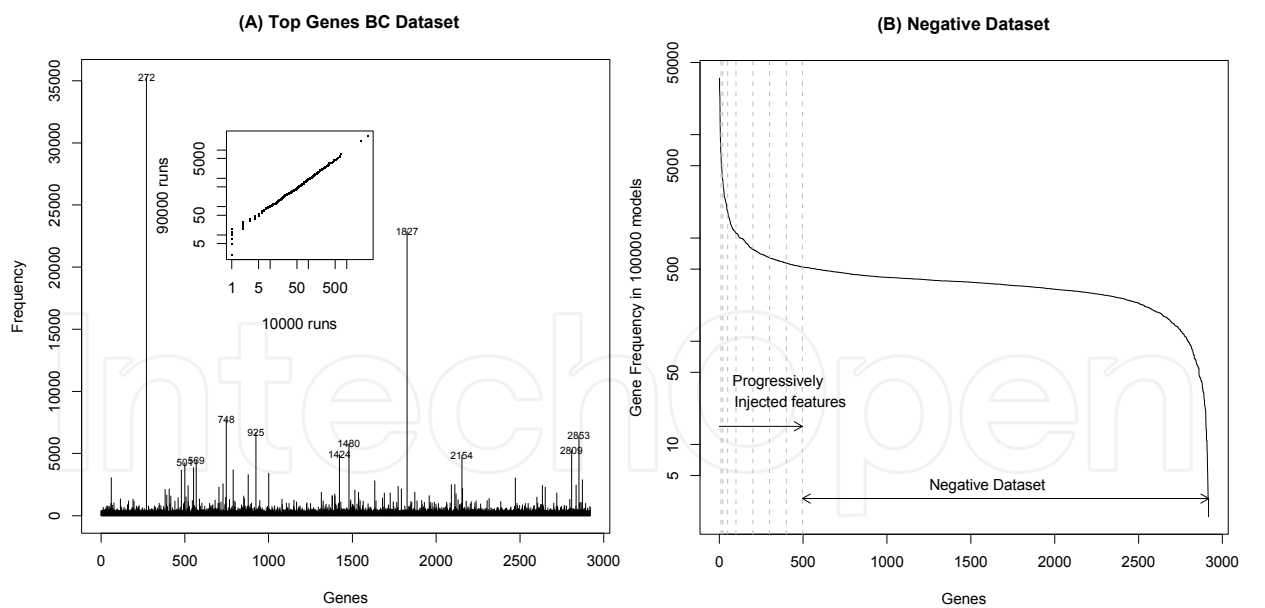 (A) Top Genes BC Dataset
Frequency
35000
30000
25000
20000
15000
10000
5000
0
272
1827
748
925
501
569
1424
1480
2154
2809
2853
90000 runs
5000
50
5
1 5 50 500
10000 runs
0 500 1000 1500 2000 2500 3000
Genes
(B) Negative Dataset
Gene Frequency in 100000 models
50000
5000
500
50
10
5
Progressively
Injected features
Negative Dataset
0 500 1000 1500 2000 2500 3000
Genes
IntechOpen